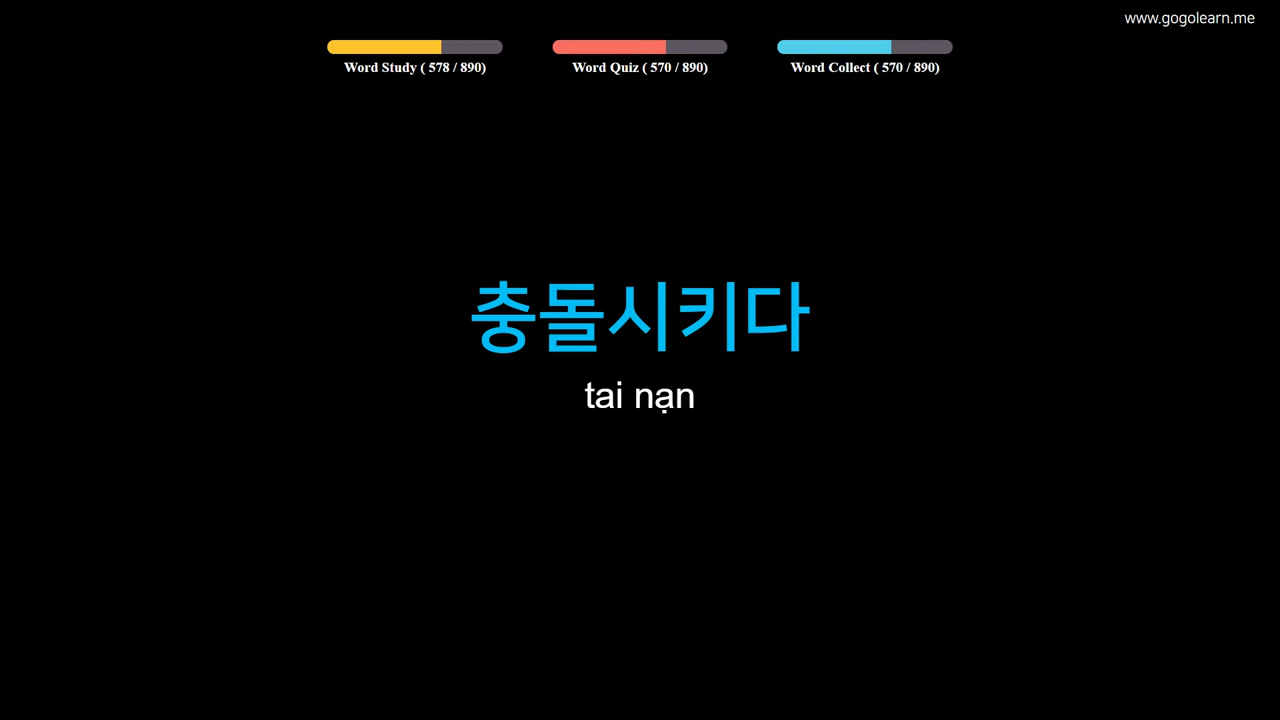 www.gogolearn.me
Word Study ( 578 / 890)
Word Quiz ( 570 / 890)
Word Collect ( 570 / 890)
충돌시키다
tai nạn